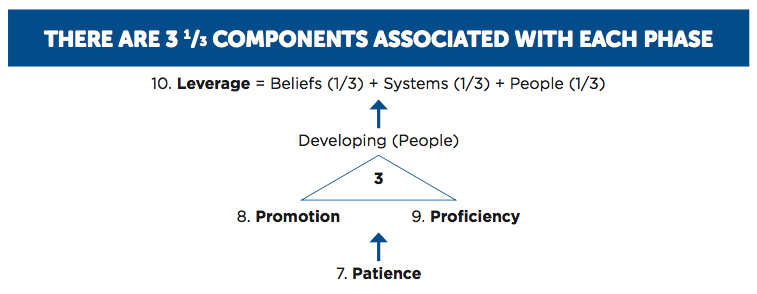 THERE ARE 3 1/3 COMPONENTS ASSOCIATED WITH EACH PHASE
10. Leverage = Beliefs (1/3) + Systems (1/3) + People (1/3)
Developing (People)
3
8. Promotion 9. Proficiency
7. Patience